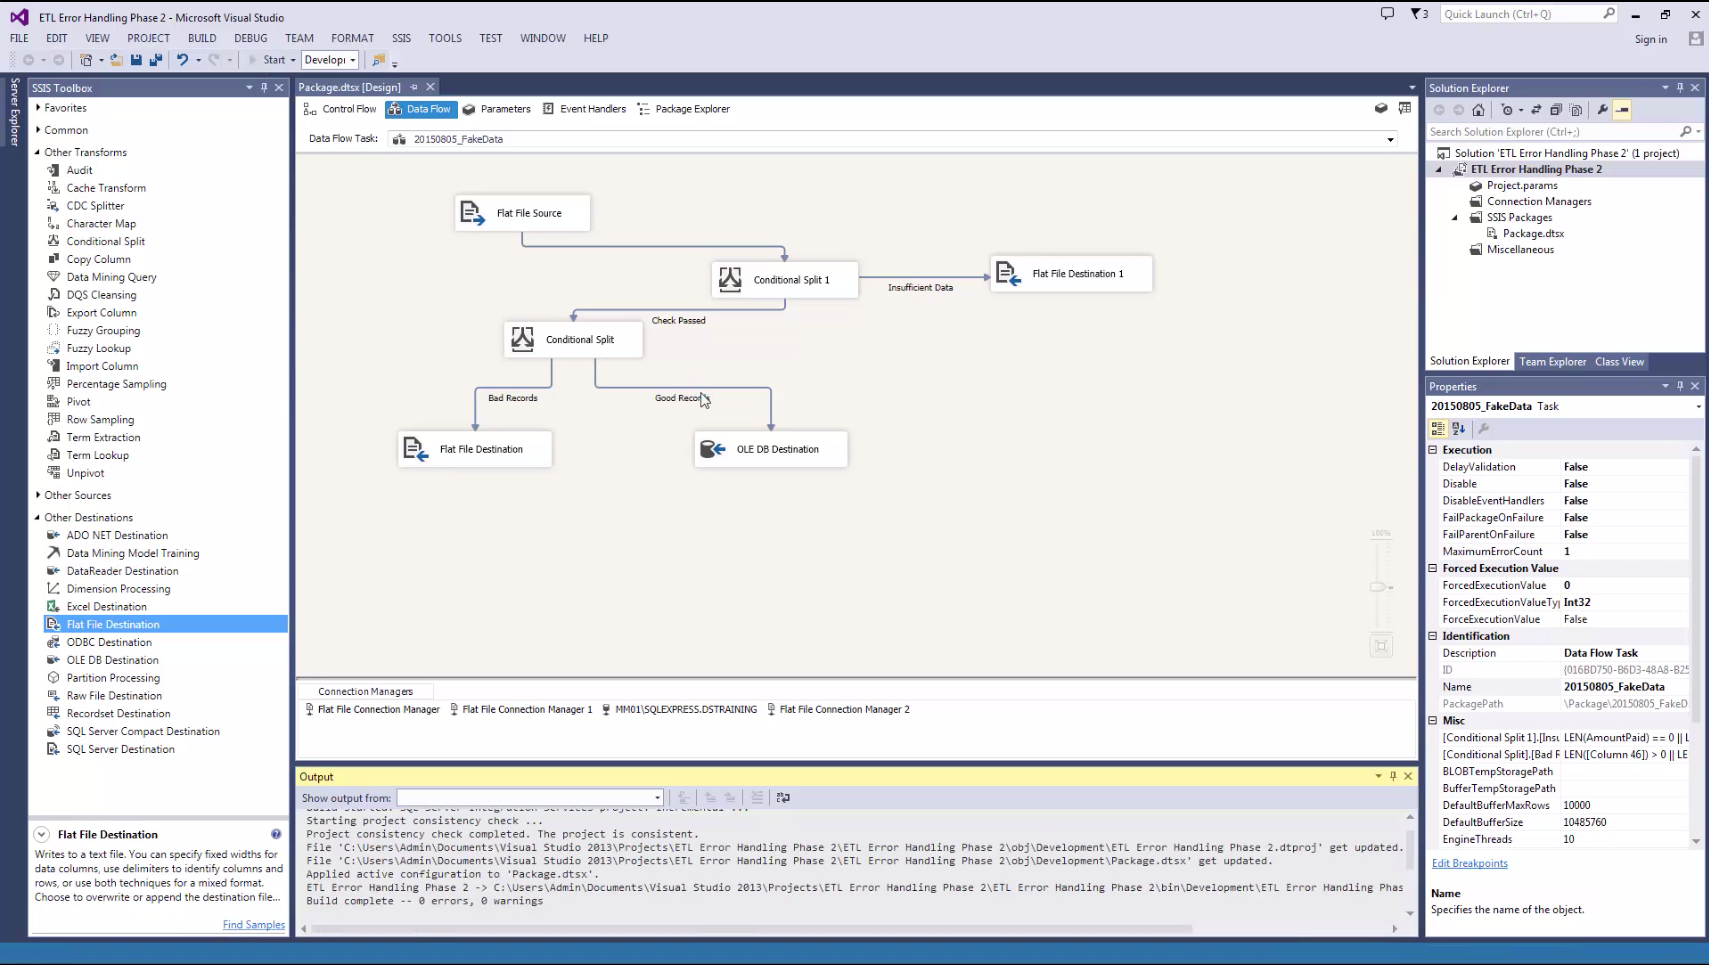 ETL Error Handling Phase 2 - Microsoft Visual Studio
3
Quick Launch (Ctrl+Q)
FILE EDIT VIEW PROJECT BUILD DEBUG TEAM FORMAT SSIS TOOLS TEST WINDOW HELP
Sign in
Start
Develop
Server Explorer
SSIS Toolbox
Favorites
Common
Other Transforms
Audit
Cache Transform
CDC Splitter
Character Map
Conditional Split
Copy Column
Data Mining Query
DQS Cleansing
Export Column
Fuzzy Grouping
Fuzzy Lookup
Import Column
Percentage Sampling
Pivot
Row Sampling
Term Extraction
Term Lookup
Unpivot
Other Sources
Other Destinations
ADO NET Destination
Data Mining Model Training
DataReader Destination
Dimension Processing
Excel Destination
Flat File Destination
ODBC Destination
OLE DB Destination
Partition Processing
Raw File Destination
Recordset Destination
SQL Server Compact Destination
SQL Server Destination
Flat File Destination
Writes to a text file. You can specify fixed widths for
data columns, use delimiters to identify columns and
rows, or use both techniques for a mixed format.
Choose to overwrite or append the destination file...
Find Samples
Package.dtsx [Design]
Control Flow Data Flow Parameters Event Handlers Package Explorer
Data Flow Task: 20150805_FakeData
Flat File Source
Conditional Split 1
Insufficient Data
Flat File Destination 1
Check Passed
Conditional Split
Bad Records
Good Records
Flat File Destination
OLE DB Destination
100%
Connection Managers
Flat File Connection Manager Flat File Connection Manager 1 MM01\SQLEXPRESS.DSTRAINING Flat File Connection Manager 2
Output
Show output from:
Build started: SQL Server Integration Services project: Incremental ...
Starting project consistency check ...
Project consistency check completed. The project is consistent.
File 'C:\Users\Admin\Documents\Visual Studio 2013\Projects\ETL Error Handling Phase 2\ETL Error Handling Phase 2\obj\Development\ETL Error Handling Phase 2.dtproj' get updated.
File 'C:\Users\Admin\Documents\Visual Studio 2013\Projects\ETL Error Handling Phase 2\ETL Error Handling Phase 2\obj\Development\Package.dtsx' get updated.
Applied active configuration to 'Package.dtsx'.
ETL Error Handling Phase 2 -> C:\Users\Admin\Documents\Visual Studio 2013\Projects\ETL Error Handling Phase 2\ETL Error Handling Phase 2\bin\Development\ETL Error Handling Phas
Build complete -- 0 errors, 0 warnings
Solution Explorer
Search Solution Explorer (Ctrl+;)
Solution 'ETL Error Handling Phase 2' (1 project)
ETL Error Handling Phase 2
Project.params
Connection Managers
SSIS Packages
Package.dtsx
Miscellaneous
Solution Explorer Team Explorer Class View
Properties
20150805_FakeData Task
Execution
DelayValidation False
Disable False
DisableEventHandlers False
FailPackageOnFailure False
FailParentOnFailure False
MaximumErrorCount 1
Forced Execution Value
ForcedExecutionValue 0
ForcedExecutionValueTy Int32
ForceExecutionValue False
Identification
Description Data Flow Task
ID {016BD750-B6D3-48A8-B25
Name 20150805_FakeData
PackagePath \Package\20150805_FakeD
Misc
[Conditional Split 1].[Insu LEN(AmountPaid) == 0 || L
[Conditional Split].[Bad R LEN([Column 46]) > 0 || LE
BLOBTempStoragePath
BufferTempStoragePath
DefaultBufferMaxRows 10000
DefaultBufferSize 10485760
EngineThreads 10
Edit Breakpoints
Name
Specifies the name of the object.